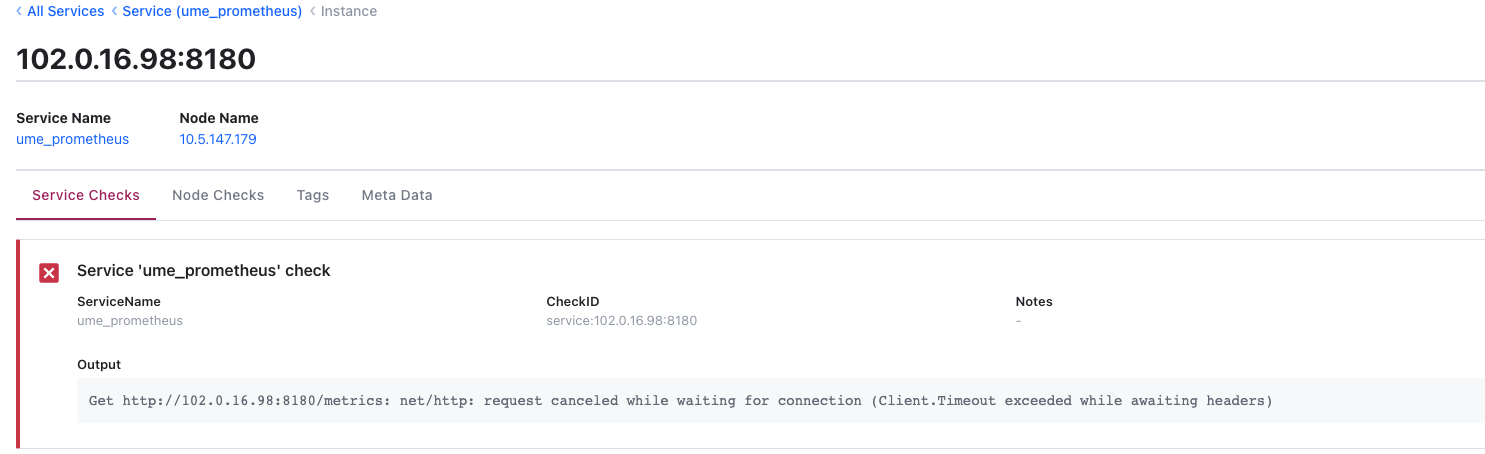 All Services Service (ume_prometheus) Instance
102.0.16.98:8180
Service Name Node Name
ume_prometheus 10.5.147.179
Service Checks Node Checks Tags Meta Data
Service 'ume_prometheus' check
ServiceName CheckID Notes
ume_prometheus service:102.0.16.98:8180 -
Output
Get http://102.0.16.98:8180/metrics: net/http: request canceled while waiting for connection (Client.Timeout exceeded while awaiting headers)